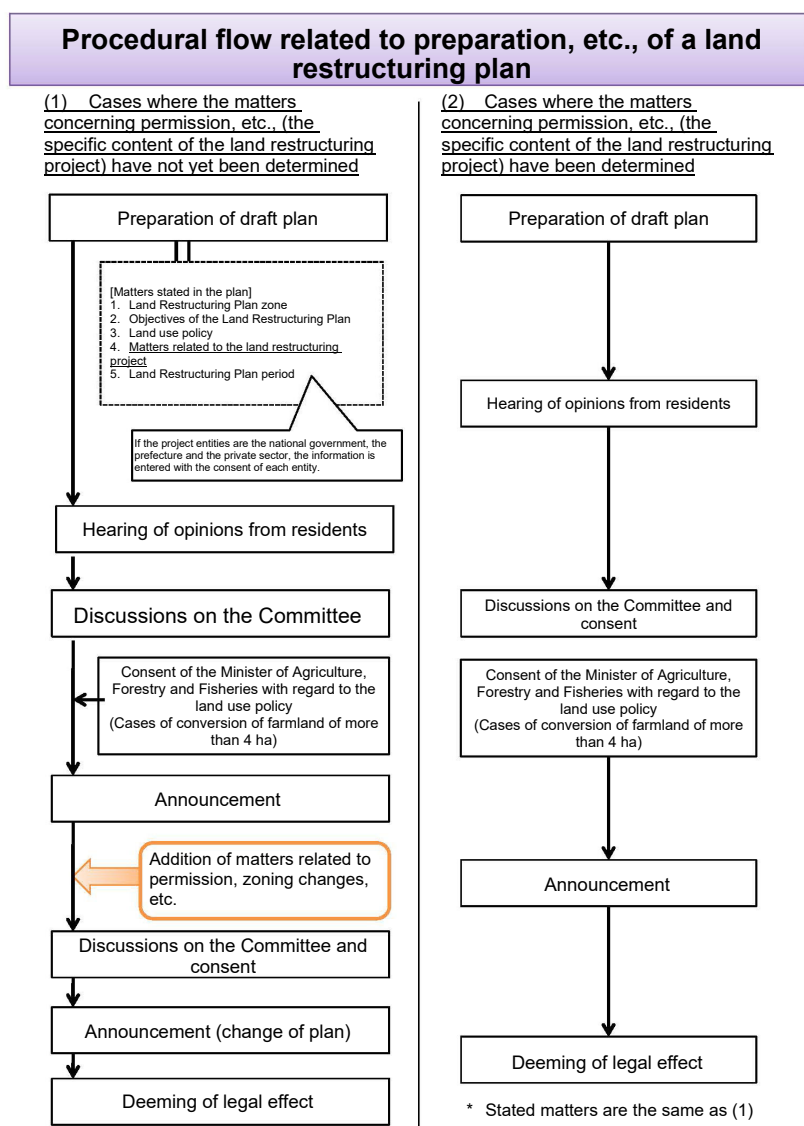 Procedural flow related to preparation, etc., of a land
restructuring plan
(1) Cases where the matters
concerning permission, etc., (the
specific content of the land restructuring
project) have not yet been determined
Preparation of draft plan
[Matters stated in the plan]
1. Land Restructuring Plan zone
2. Objectives of the Land Restructuring Plan
3. Land use policy
4. Matters related to the land restructuring
project
5. Land Restructuring Plan period
If the project entities are the national government, the
prefecture and the private sector, the information is
entered with the consent of each entity.
Hearing of opinions from residents
Discussions on the Committee
Consent of the Minister of Agriculture,
Forestry and Fisheries with regard to the
land use policy
(Cases of conversion of farmland of more
than 4 ha)
Announcement
Addition of matters related to
permission, zoning changes,
etc.
Discussions on the Committee and
consent
Announcement (change of plan)
Deeming of legal effect
(2) Cases where the matters
concerning permission, etc., (the
specific content of the land restructuring
project) have been determined
Preparation of draft plan
Hearing of opinions from residents
Discussions on the Committee and
consent
Consent of the Minister of Agriculture,
Forestry and Fisheries with regard to the
land use policy
(Cases of conversion of farmland of more
than 4 ha)
Announcement
Deeming of legal effect
* Stated matters are the same as (1)